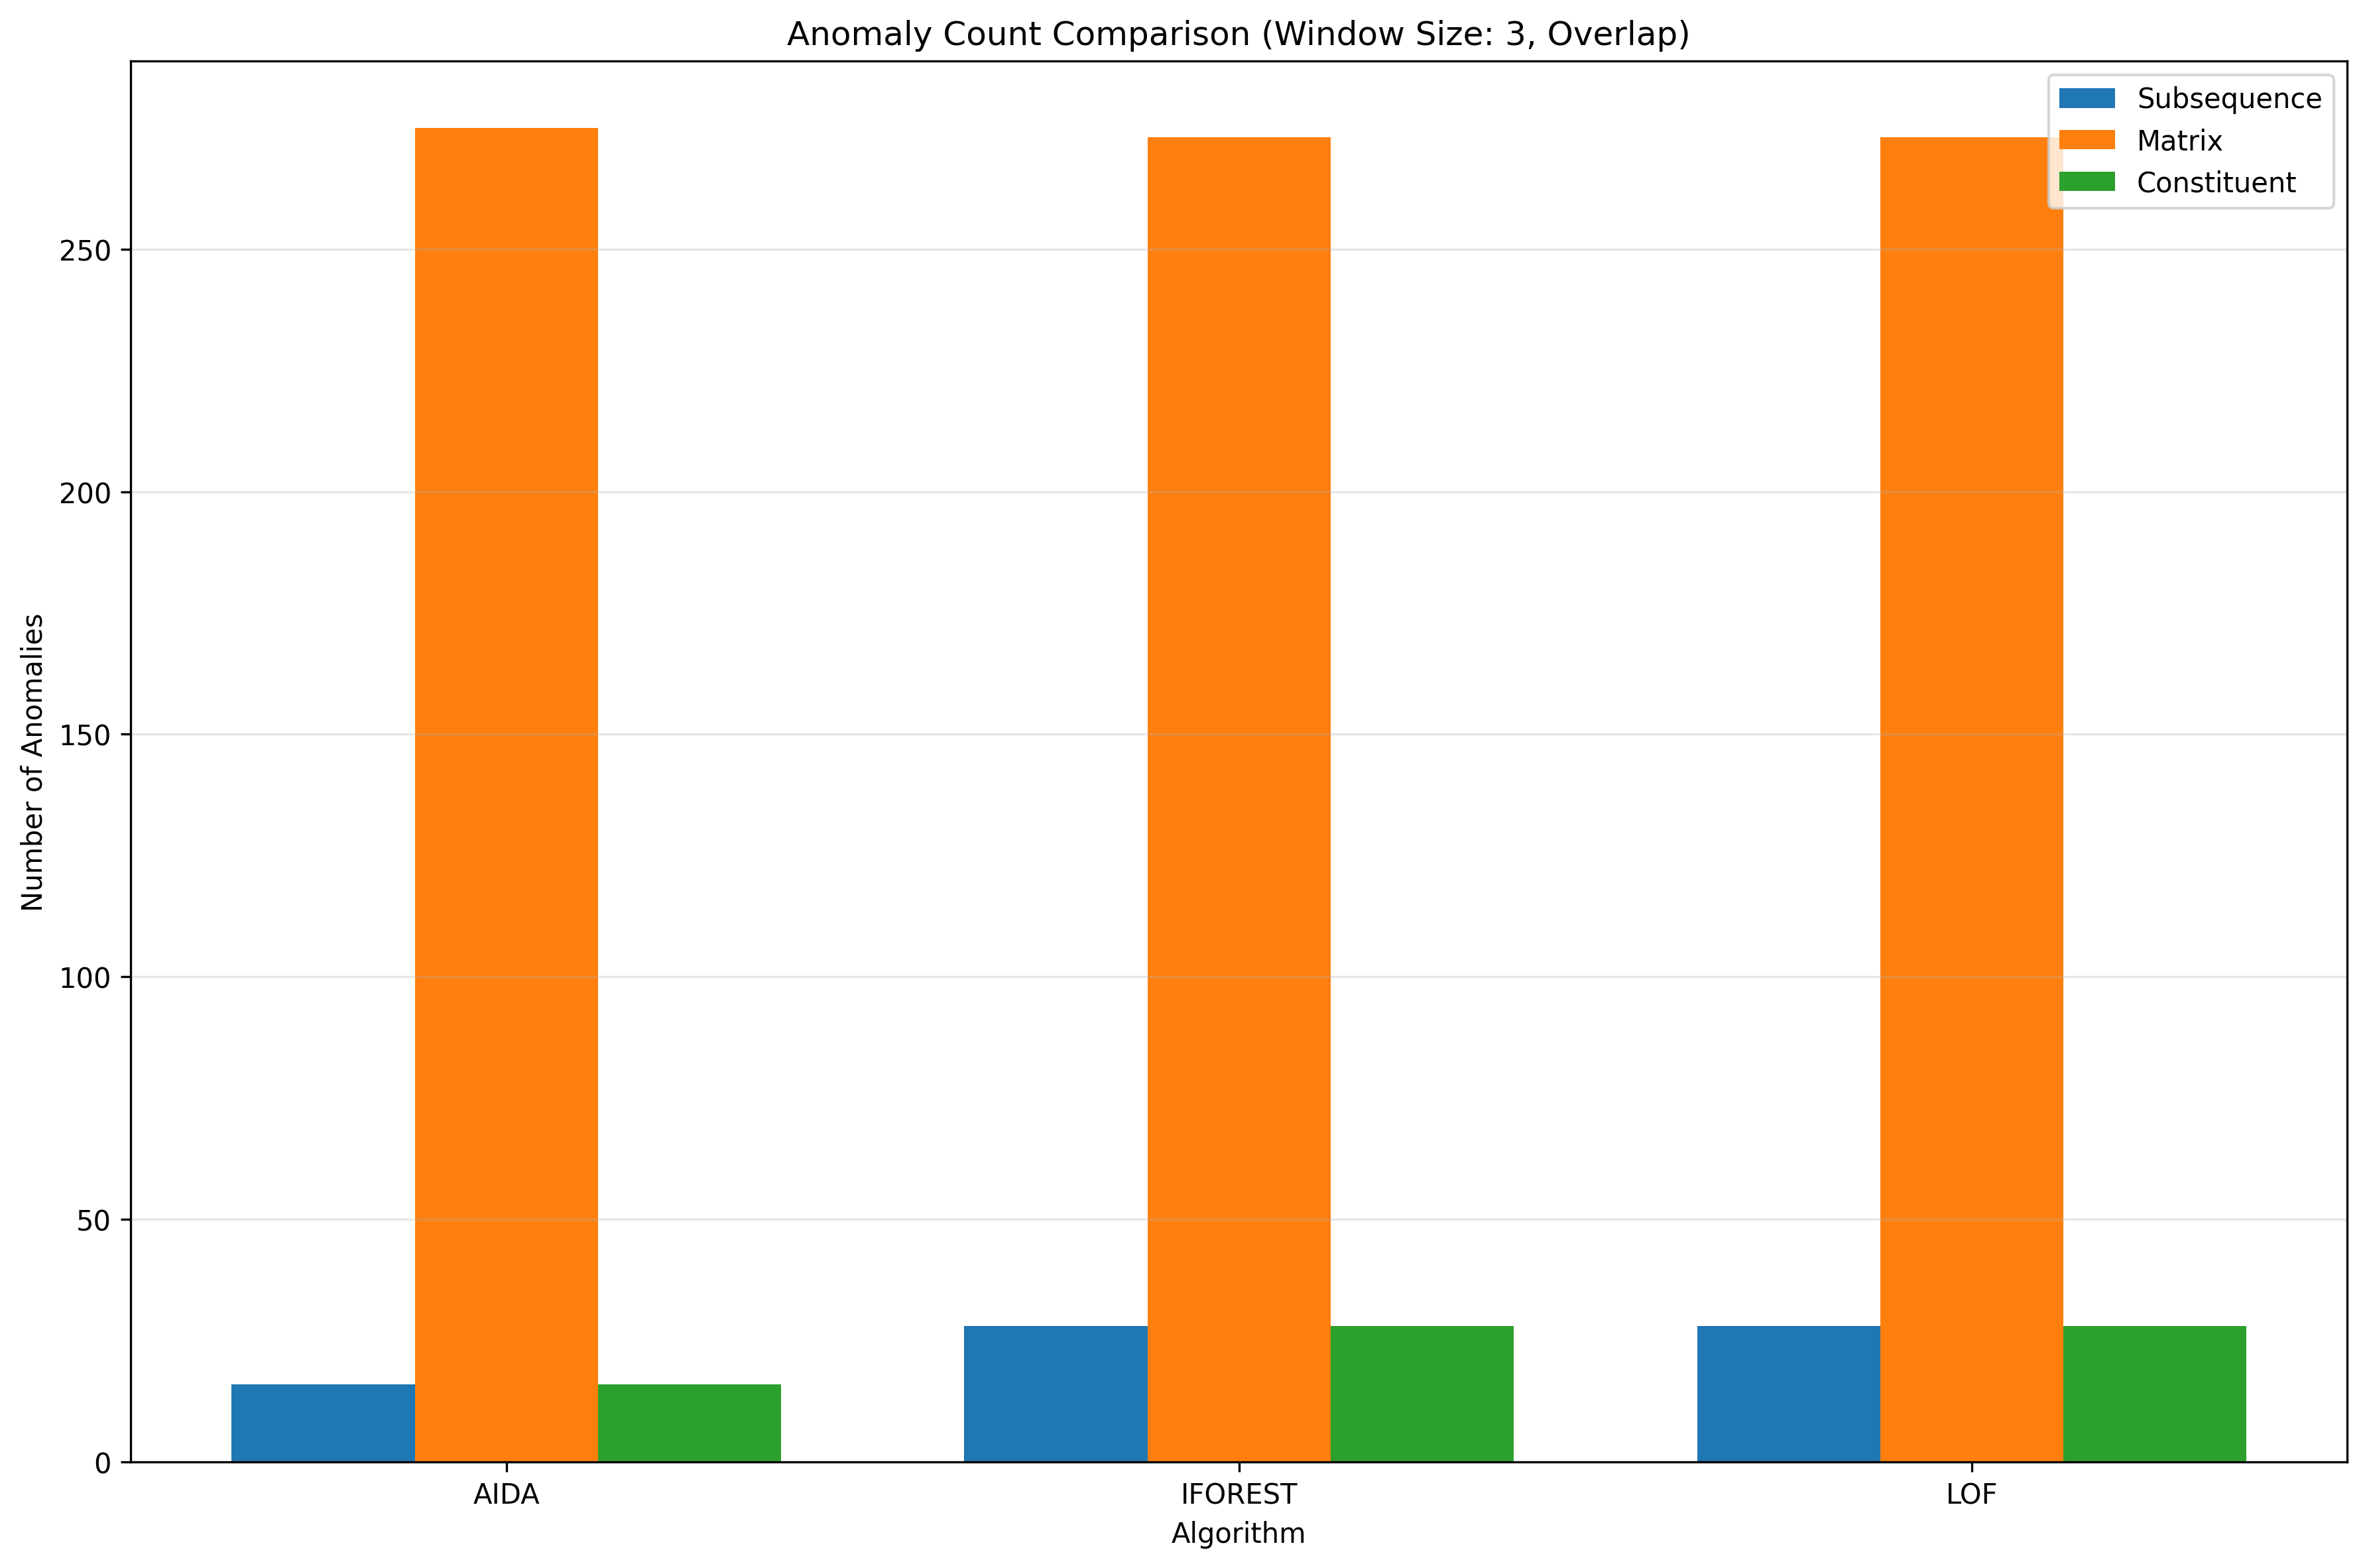 Anomaly Count Comparison (Window Size: 3, Overlap)
Subsequence
Matrix
Constituent
Number of Anomalies
250
200
150
100
50
0
AIDA
IFOREST
LOF
Algorithm